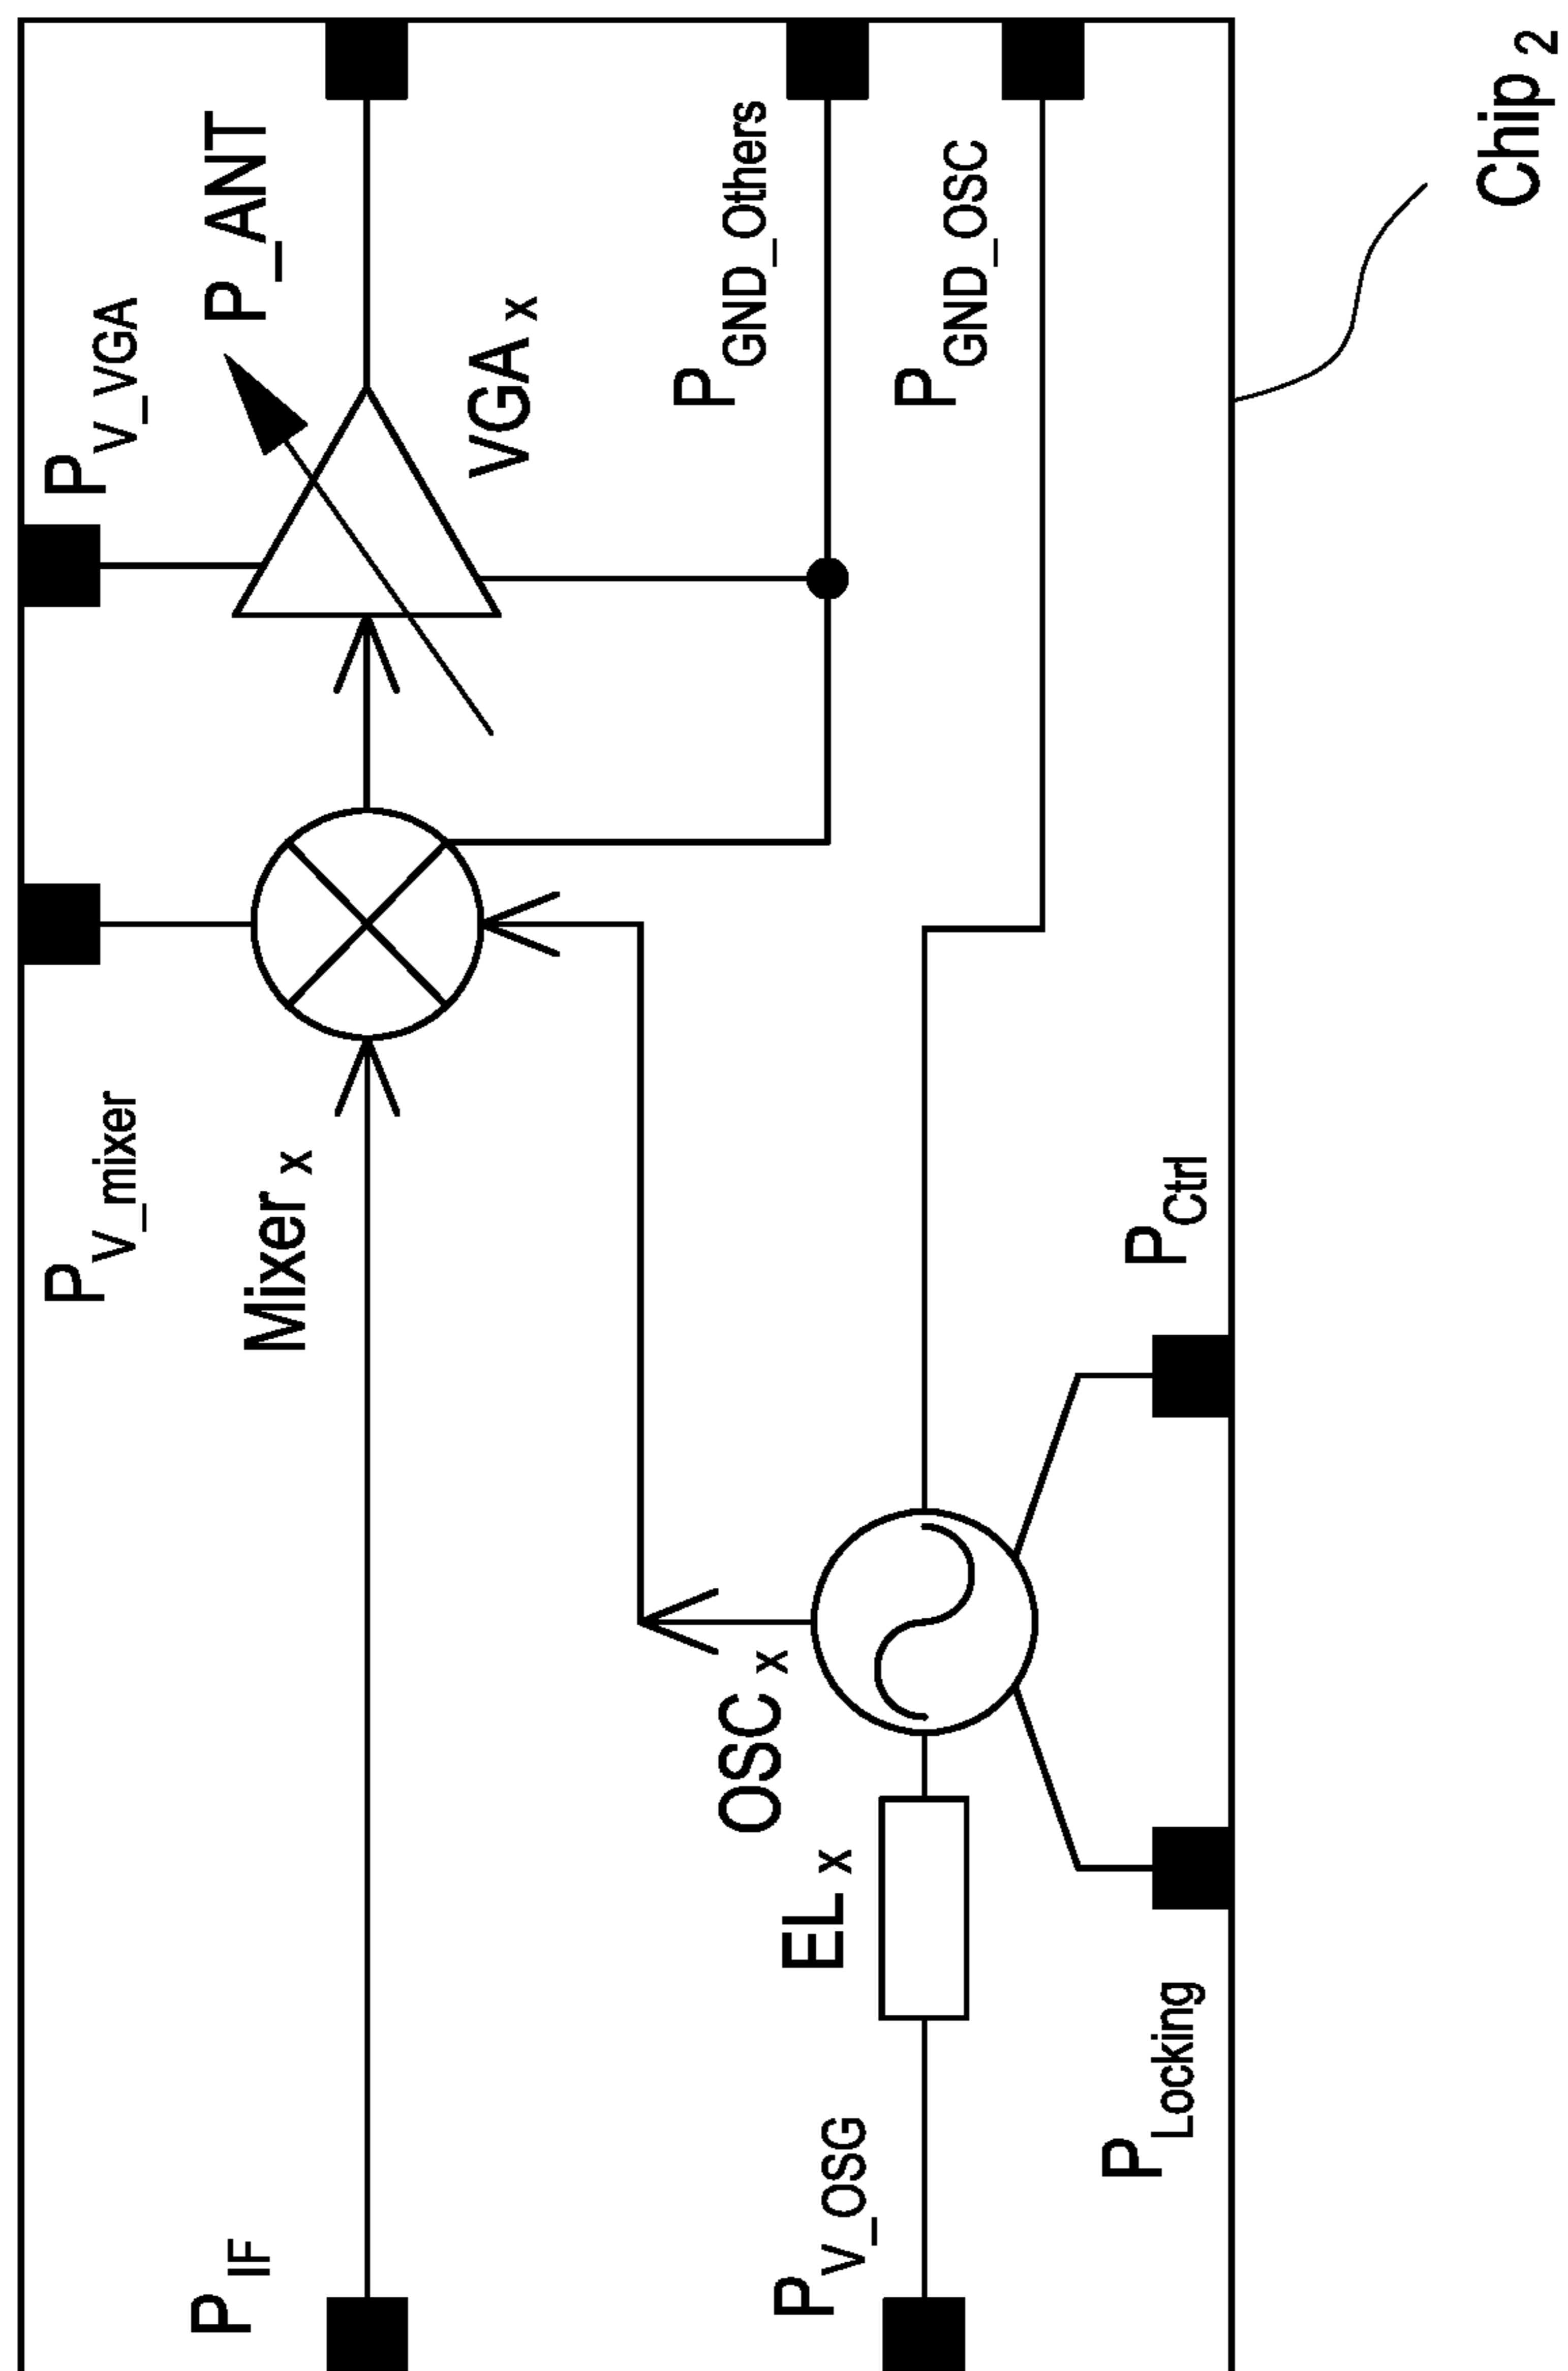 P V_mixer
P V_VGA
P IF
Mixer x
P_ANT
VGA x
P GND_Others
OSC x
P V_OSG
EL x
P GND_OSC
P Locking
P Ctrl
Chip 2